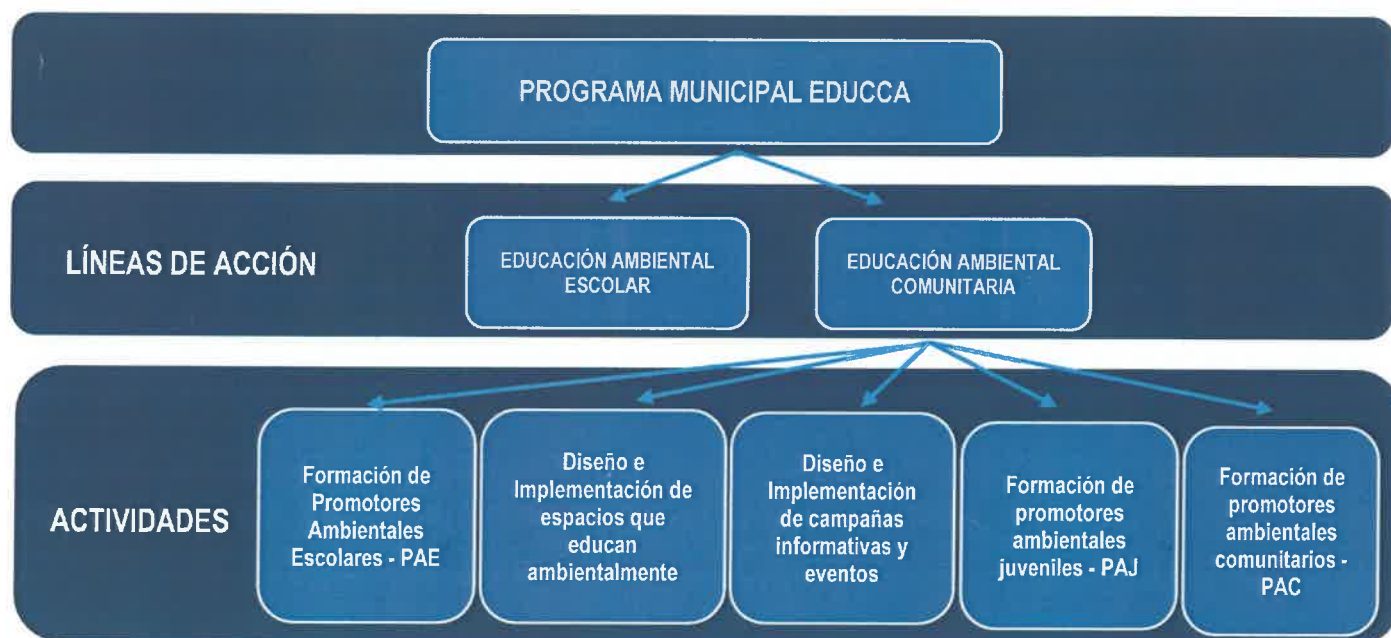 PROGRAMA MUNICIPAL EDUCCA
LÍNEAS DE ACCIÓN
EDUCACIÓN AMBIENTAL
ESCOLAR
EDUCACIÓN AMBIENTAL
COMUNITARIA
ACTIVIDADES
Formación de
Promotores
Ambientales
Escolares - PAE
Diseño e
Implementación de
espacios que
educan
ambientalmente
Diseño e
Implementación
de campañas
informativas y
eventos
Formación de
promotores
ambientales
juveniles - PAJ
Formación de
promotores
ambientales
comunitarios -
PAC